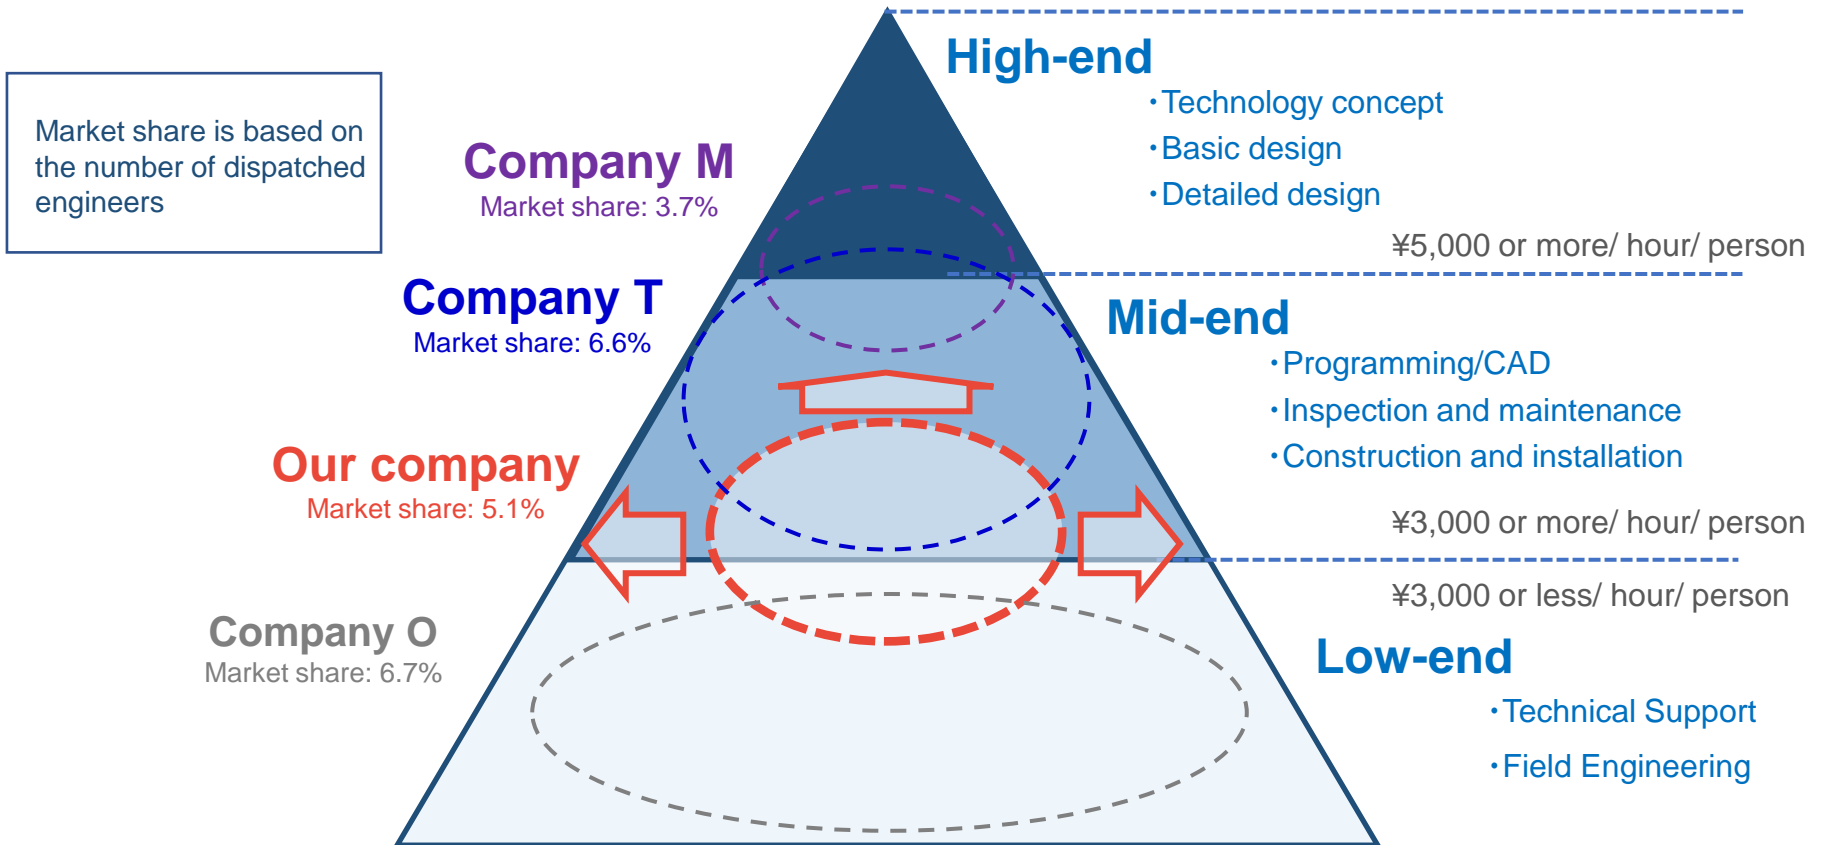 Market share is based on
the number of dispatched
engineers
High-end
・Technology concept
・Basic design
・Detailed design
¥5,000 or more/ hour/ person
Company M
Market share: 3.7%
Company T
Market share: 6.6%
Mid-end
・Programming/CAD
・Inspection and maintenance
・Construction and installation
¥3,000 or more/ hour/ person
Our company
Market share: 5.1%
¥3,000 or less/ hour/ person
Company O
Market share: 6.7%
Low-end
・Technical Support
・Field Engineering